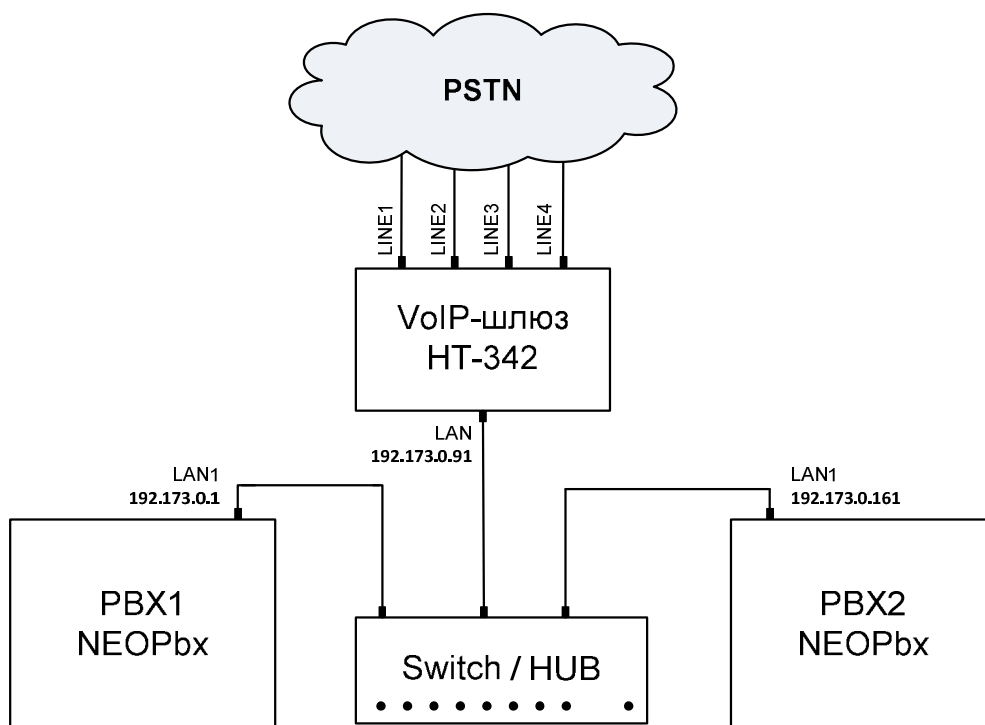 PSTN
LINE1
LINE2
LINE3
LINE4
VoIP-шлюз
HT-342
LAN
192.173.0.91
LAN1
192.173.0.1
LAN1
192.173.0.161
PBX1
NEOPbx
PBX2
NEOPbx
Switch / HUB